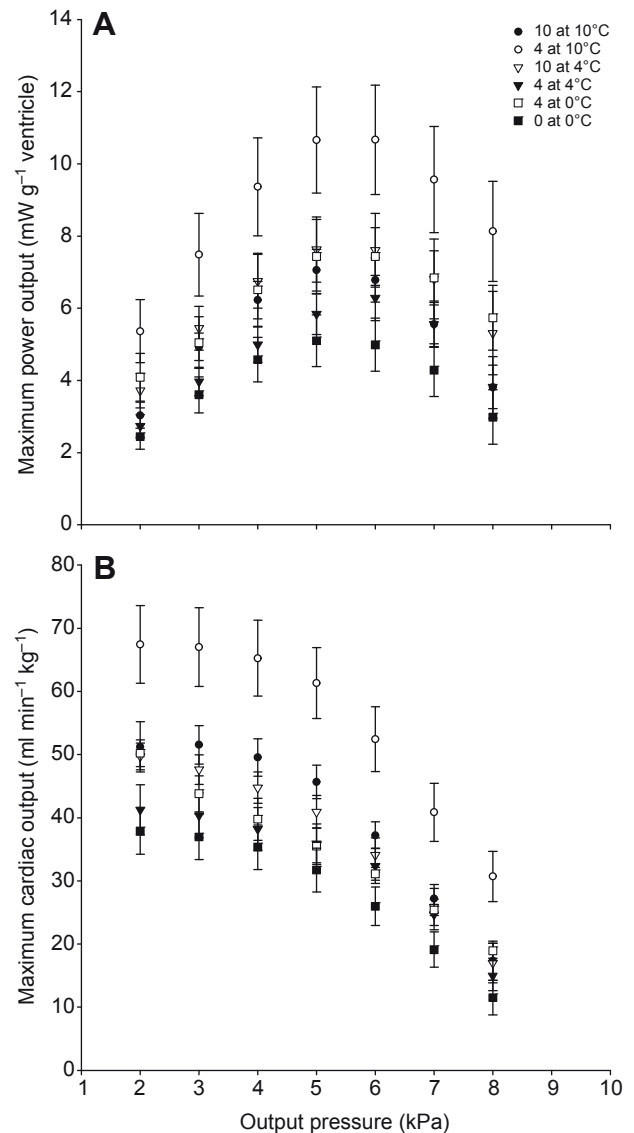 A
10 at 10°C
4 at 10°C
10 at 4°C
4 at 4°C
4 at 0°C
0 at 0°C
Maximum power output (mW g⁻¹ ventricle)
14
12
10
8
6
4
2
0
B
Maximum cardiac output (ml min⁻¹ kg⁻¹)
80
70
60
50
40
30
20
10
0
1 2 3 4 5 6 7 8 9 10
Output pressure (kPa)